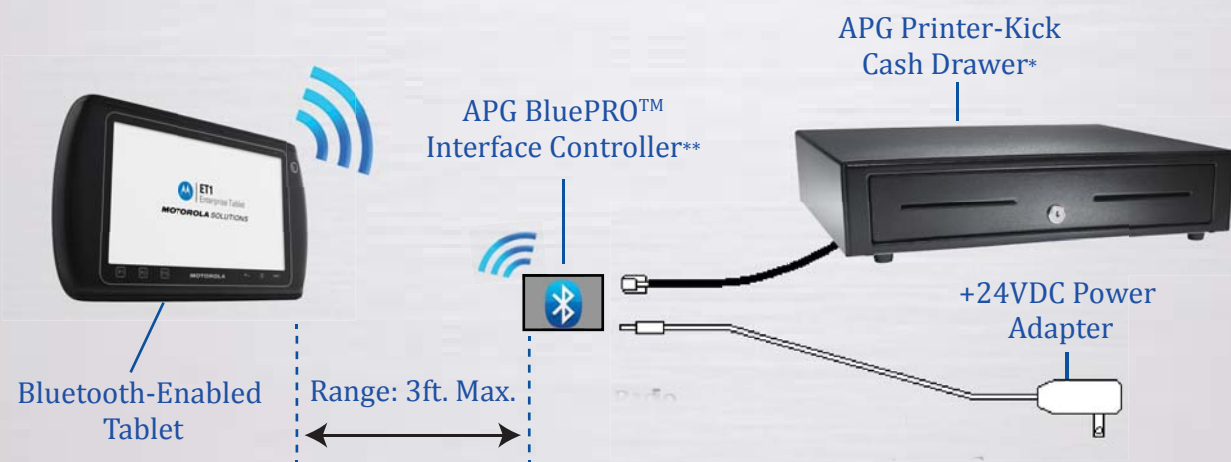 APG Printer-Kick
Cash Drawer*
APG BluePRO™
Interface Controller**
ET1
Enterprise Tablet
MOTOROLA SOLUTIONS
MOTOROLA
+24VDC Power
Adapter
Bluetooth-Enabled
Tablet
Range: 3ft. Max.
Radio